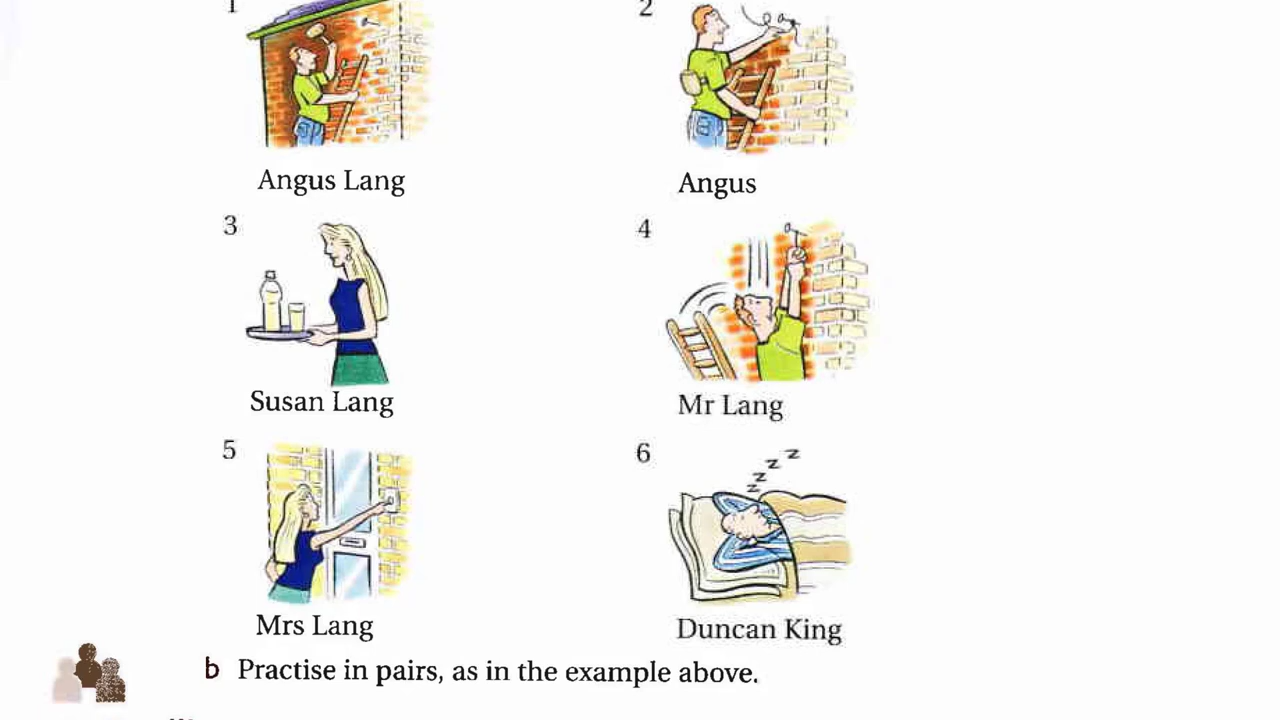 1
2
Angus Lang
Angus
3
4
Susan Lang
Mr Lang
5
6
z z z z
Mrs Lang
Duncan King
b Practise in pairs, as in the example above.